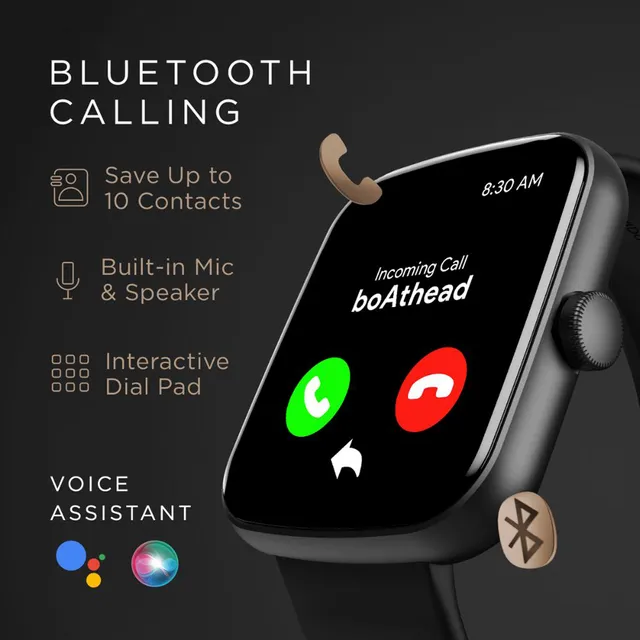 BLUETOOTH
CALLING
Save Up to
10 Contacts
Built-in Mic
& Speaker
Interactive
Dial Pad
VOICE
ASSISTANT
8:30 AM
Incoming Call
boAthead